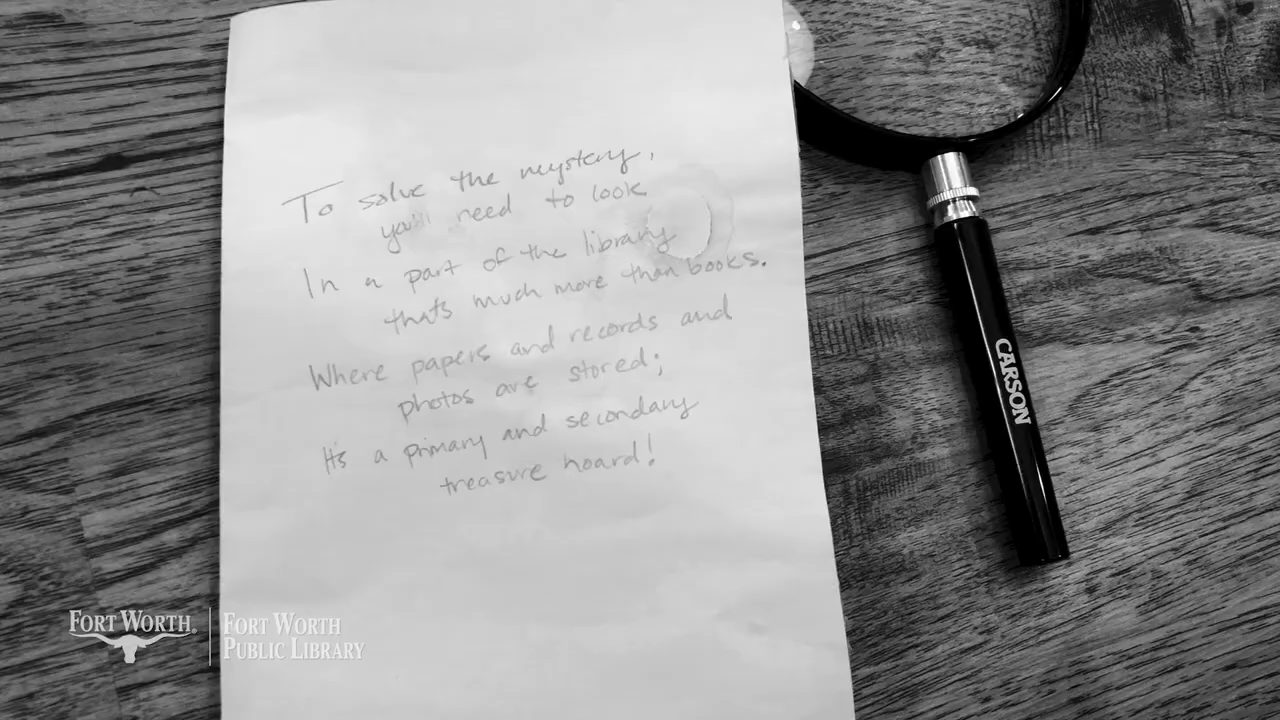 To solve the mystery,
you'll need to look
In a part of the library
that's much more than books.
Where papers and records and
photos are stored;
It's a primary and secondary
treasure hoard!
CARSON
FORT WORTH®
FORT WORTH
PUBLIC LIBRARY